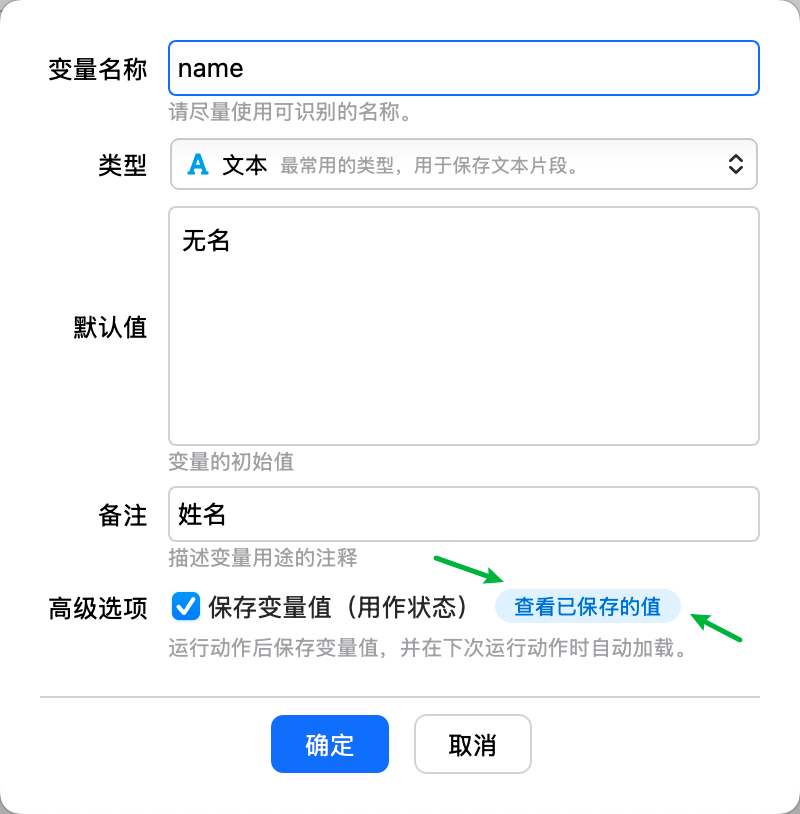 变量名称 name
请尽量使用可识别的名称。
类型 A 文本 最常用的类型，用于保存文本片段。
无名
默认值
变量的初始值
备注 姓名
描述变量用途的注释
高级选项 保存变量值（用作状态） 查看已保存的值
运行动作后保存变量值，并在下次运行动作时自动加载。
确定 取消